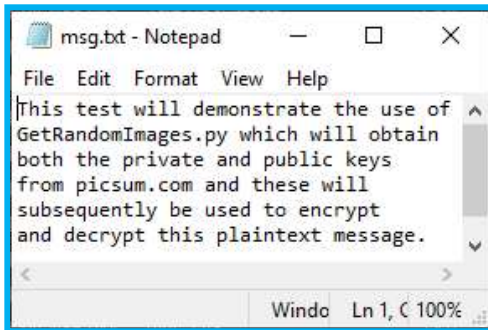 msg.txt - Notepad
File Edit Format View Help
This test will demonstrate the use of
GetRandomImages.py which will obtain
both the private and public keys
from picsum.com and these will
subsequently be used to encrypt
and decrypt this plaintext message.
Windo Ln 1, C 100%